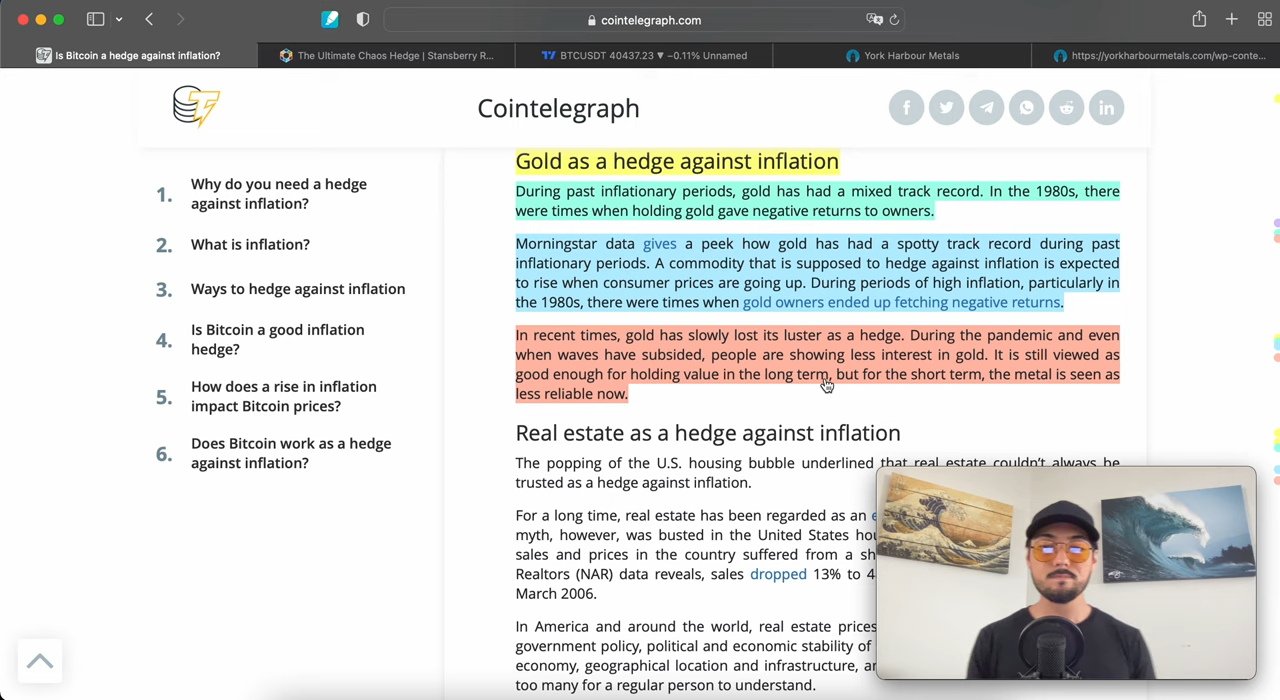 cointelegraph.com
Is Bitcoin a hedge against inflation?
The Ultimate Chaos Hedge | Stansberry R...
BTCUSDT 40437.23 ▼ −0.11% Unnamed
York Harbour Metals
https://yorkharbourmetals.com/wp-conte...
Cointelegraph
1. Why do you need a hedge
against inflation?
2. What is inflation?
3. Ways to hedge against inflation
4. Is Bitcoin a good inflation
hedge?
5. How does a rise in inflation
impact Bitcoin prices?
6. Does Bitcoin work as a hedge
against inflation?
Gold as a hedge against inflation
During past inflationary periods, gold has had a mixed track record. In the 1980s, there
were times when holding gold gave negative returns to owners.
Morningstar data gives a peek how gold has had a spotty track record during past
inflationary periods. A commodity that is supposed to hedge against inflation is expected
to rise when consumer prices are going up. During periods of high inflation, particularly in
the 1980s, there were times when gold owners ended up fetching negative returns.
In recent times, gold has slowly lost its luster as a hedge. During the pandemic and even
when waves have subsided, people are showing less interest in gold. It is still viewed as
good enough for holding value in the long term, but for the short term, the metal is seen as
less reliable now.
Real estate as a hedge against inflation
The popping of the U.S. housing bubble underlined that real estate couldn't always be
trusted as a hedge against inflation.
For a long time, real estate has been regarded as an
myth, however, was busted in the United States
sales and prices in the country suffered from a
Realtors (NAR) data reveals, sales dropped 13% to
March 2006.
In America and around the world, real estate prices
government policy, political and economic stability of
economy, geographical location and infrastructure,
too many for a regular person to understand.